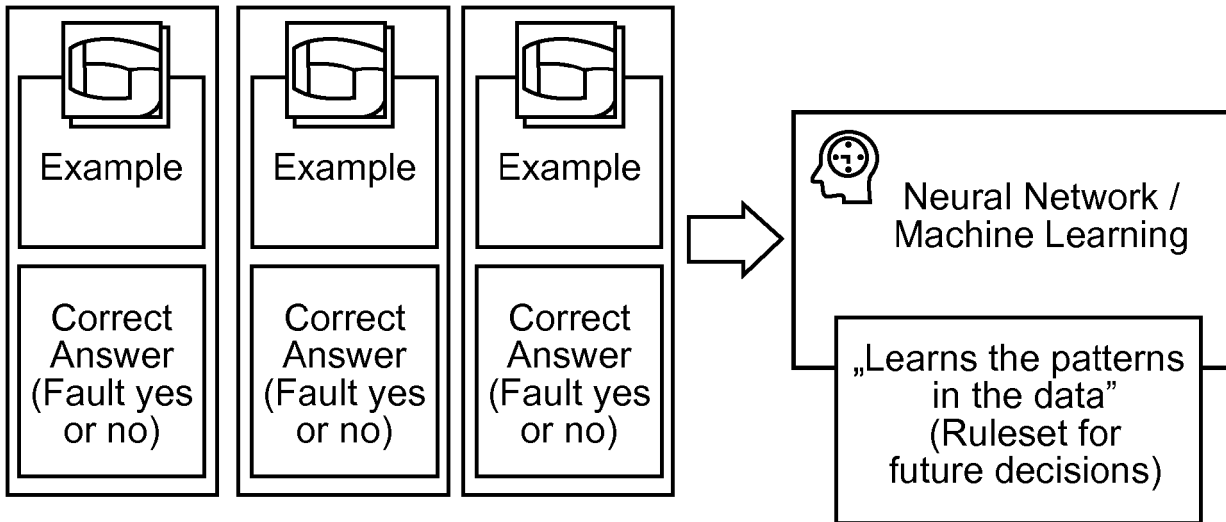 Example
Correct
Answer
(Fault yes
or no)
Example
Correct
Answer
(Fault yes
or no)
Example
Correct
Answer
(Fault yes
or no)
Neural Network /
Machine Learning
„Learns the patterns
in the data”
(Ruleset for
future decisions)